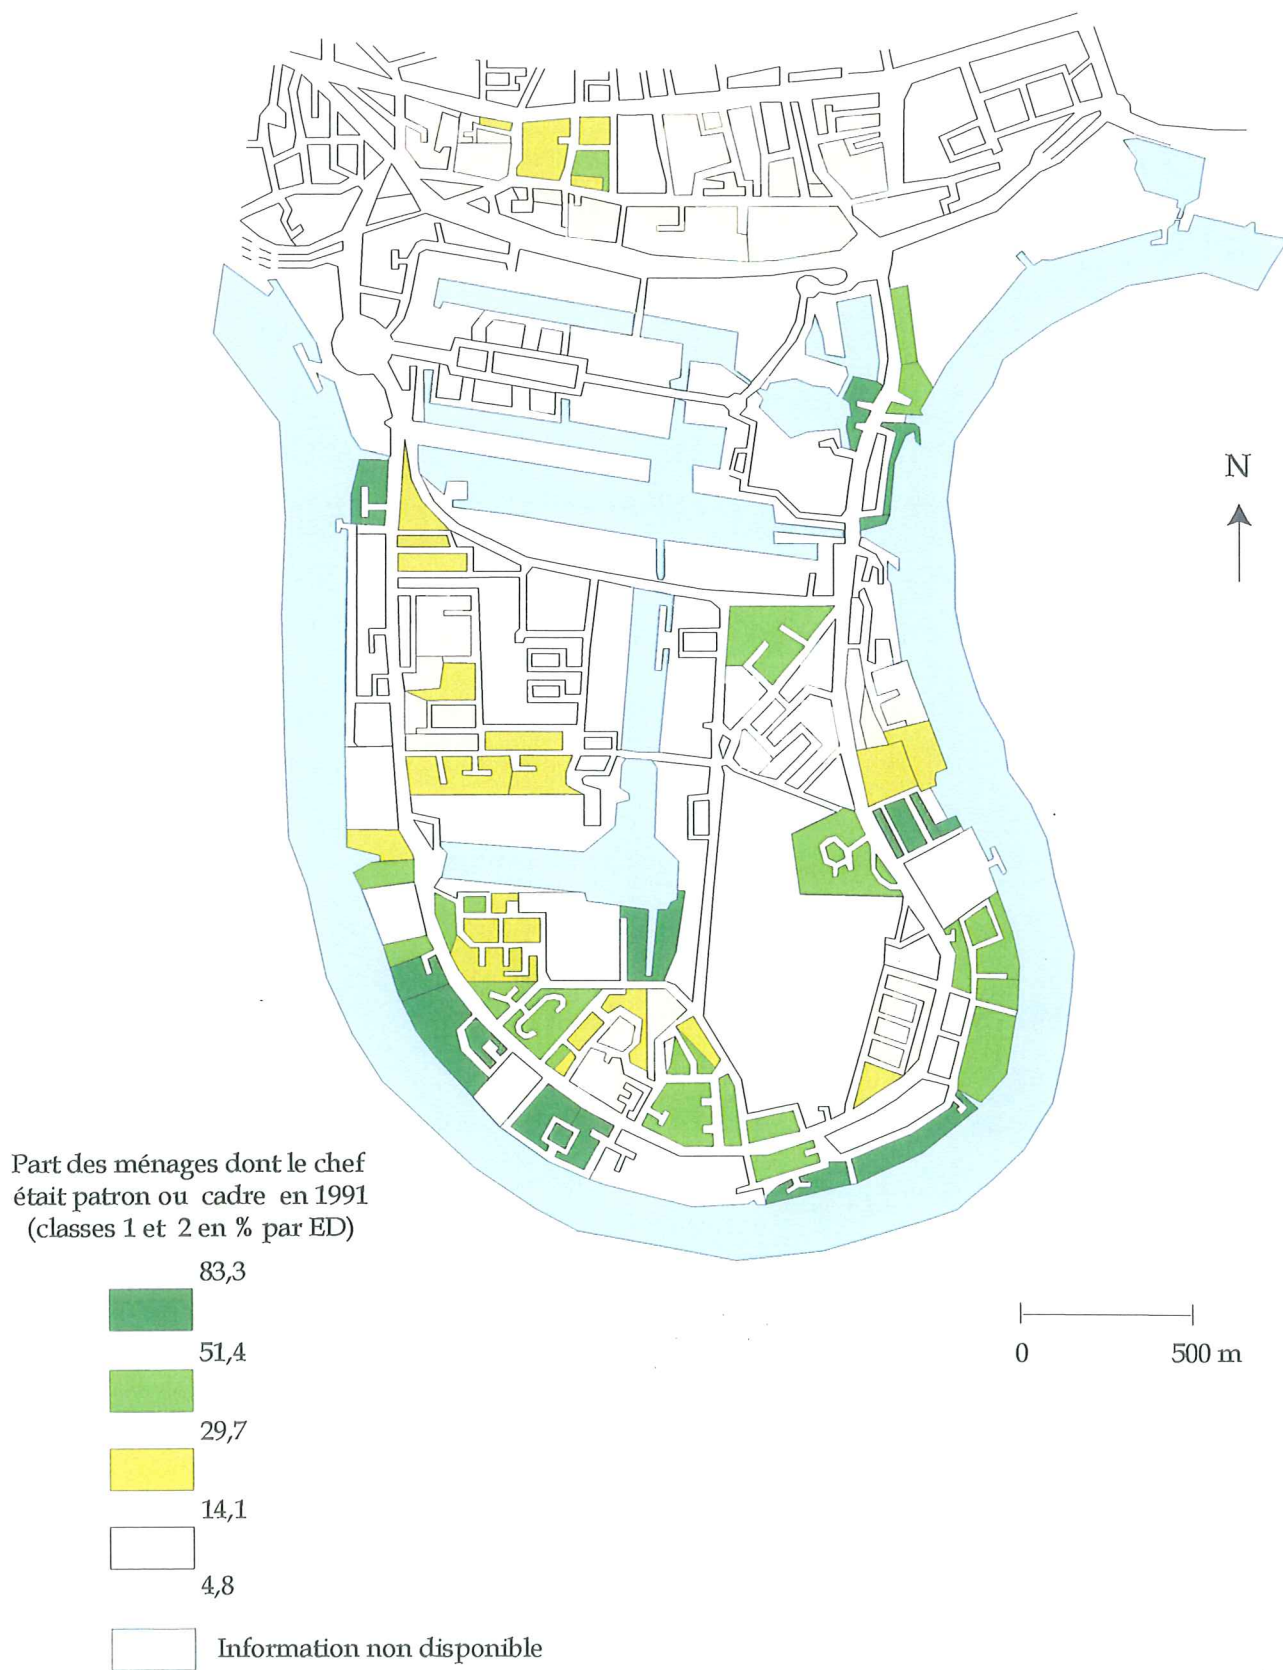 N
Part des ménages dont le chef
était patron ou cadre en 1991
(classes 1 et 2 en % par ED)
83,3
51,4
29,7
14,1
4,8
Information non disponible
0 500 m